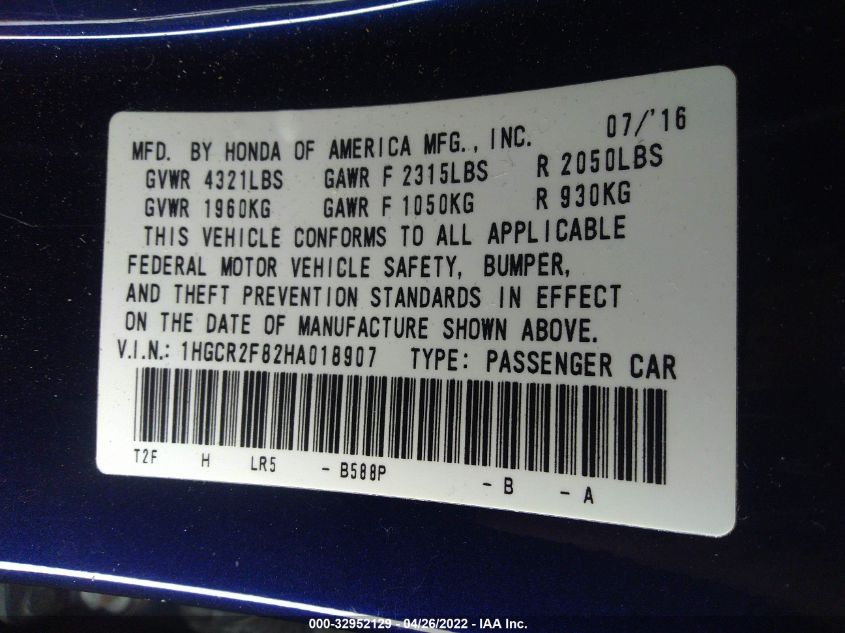 MFD. BY HONDA OF AMERICA MFG., INC. 07/'16
GVWR 4321LBS GAWR F 2315LBS R 2050LBS
GVWR 1960KG GAWR F 1050KG R 930KG
THIS VEHICLE CONFORMS TO ALL APPLICABLE
FEDERAL MOTOR VEHICLE SAFETY, BUMPER,
AND THEFT PREVENTION STANDARDS IN EFFECT
ON THE DATE OF MANUFACTURE SHOWN ABOVE.
V.I.N.: 1HGCR2F82HA018907 TYPE: PASSENGER CAR
T2F H LR5 - B588P - B - A
000-32952129 - 04/26/2022 - IAA Inc.